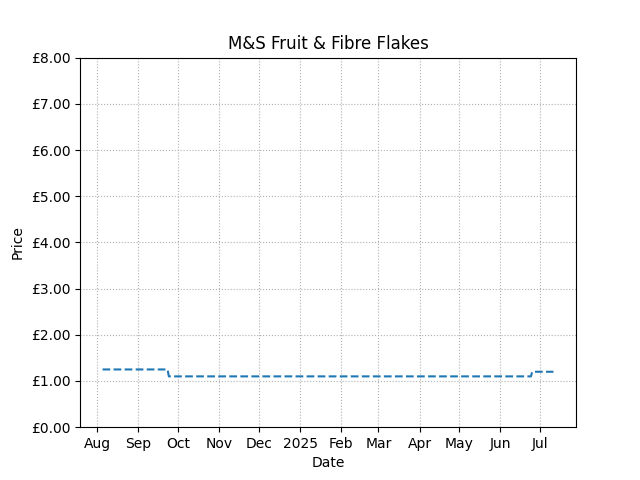 M&S Fruit & Fibre Flakes
£8.00
£7.00
£6.00
£5.00
£4.00
£3.00
£2.00
£1.00
£0.00
Price
Aug Sep Oct Nov Dec 2025 Feb Mar Apr May Jun Jul
Date